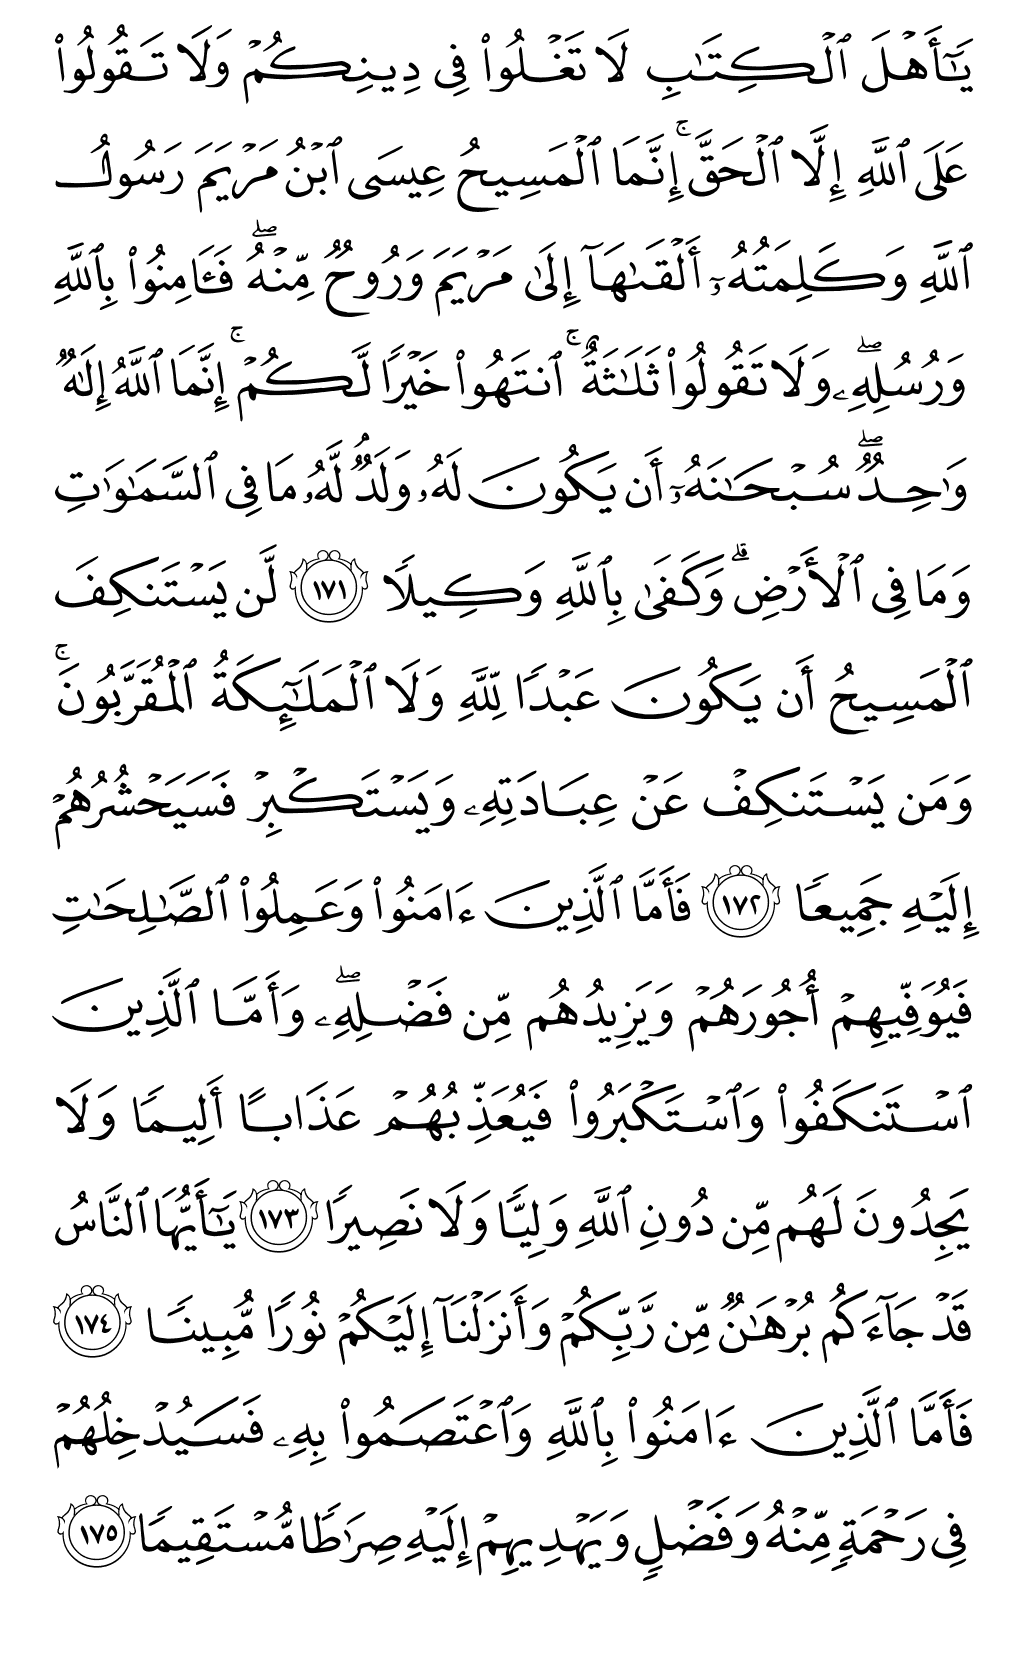 يَٰٓأَهۡلَ ٱلۡكِتَٰبِ لَا تَغۡلُواْ فِي دِينِكُمۡ وَلَا تَقُولُواْ
عَلَى ٱللَّهِ إِلَّا ٱلۡحَقَّۚ إِنَّمَا ٱلۡمَسِيحُ عِيسَى ٱبۡنُ مَرۡيَمَ رَسُولُ
ٱللَّهِ وَكَلِمَتُهُۥٓ أَلۡقَىٰهَآ إِلَىٰ مَرۡيَمَ وَرُوحٞ مِّنۡهُۖ فَـَٔامِنُواْ بِٱللَّهِ
وَرُسُلِهِۦۖ وَلَا تَقُولُواْ ثَلَٰثَةٌۚ ٱنتَهُواْ خَيۡرٗا لَّكُمۡۚ إِنَّمَا ٱللَّهُ إِلَٰهٞ
وَٰحِدٞۖ سُبۡحَٰنَهُۥٓ أَن يَكُونَ لَهُۥ وَلَدٞۘ لَّهُۥ مَا فِي ٱلسَّمَٰوَٰتِ
وَمَا فِي ٱلۡأَرۡضِۗ وَكَفَىٰ بِٱللَّهِ وَكِيلٗا ١٧١ لَّن يَسۡتَنكِفَ
ٱلۡمَسِيحُ أَن يَكُونَ عَبۡدٗا لِّلَّهِ وَلَا ٱلۡمَلَٰٓئِكَةُ ٱلۡمُقَرَّبُونَۚ
وَمَن يَسۡتَنكِفۡ عَنۡ عِبَادَتِهِۦ وَيَسۡتَكۡبِرۡ فَسَيَحۡشُرُهُمۡ
إِلَيۡهِ جَمِيعٗا ١٧٢ فَأَمَّا ٱلَّذِينَ ءَامَنُواْ وَعَمِلُواْ ٱلصَّٰلِحَٰتِ
فَيُوَفِّيهِمۡ أُجُورَهُمۡ وَيَزِيدُهُم مِّن فَضۡلِهِۦۖ وَأَمَّا ٱلَّذِينَ
ٱسۡتَنكَفُواْ وَٱسۡتَكۡبَرُواْ فَيُعَذِّبُهُمۡ عَذَابًا أَلِيمٗا وَلَا
يَجِدُونَ لَهُم مِّن دُونِ ٱللَّهِ وَلِيّٗا وَلَا نَصِيرٗا ١٧٣ يَٰٓأَيُّهَا ٱلنَّاسُ
قَدۡ جَآءَكُم بُرۡهَٰنٞ مِّن رَّبِّكُمۡ وَأَنزَلۡنَآ إِلَيۡكُمۡ نُورٗا مُّبِينٗا ١٧٤
فَأَمَّا ٱلَّذِينَ ءَامَنُواْ بِٱللَّهِ وَٱعۡتَصَمُواْ بِهِۦ فَسَيُدۡخِلُهُمۡ
فِي رَحۡمَةٖ مِّنۡهُ وَفَضۡلٖ وَيَهۡدِيهِمۡ إِلَيۡهِ صِرَٰطٗا مُّسۡتَقِيمٗا ١٧٥